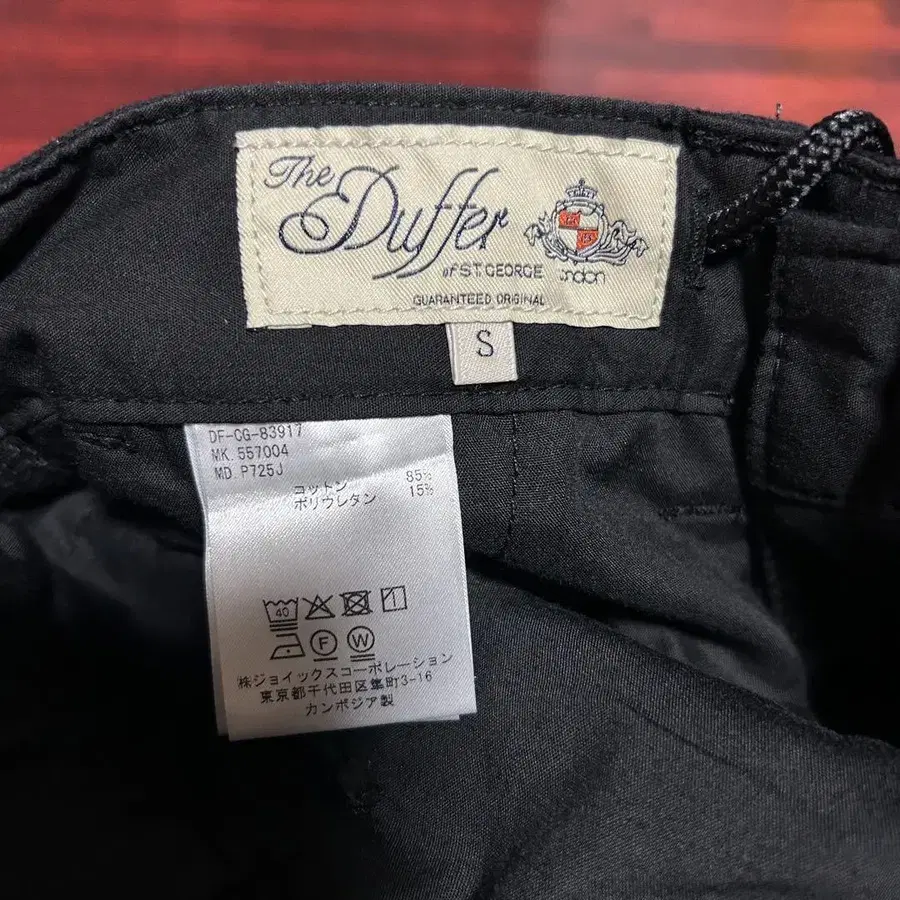 The
Duffer
OF ST. GEORGE
London
GUARANTEED ORIGINAL
S
DF-CG-83917
MK. 557004
MD. P725J
コットン 85%
ポリウレタン 15%
40
F W
㈱ジョイックスコーポレーション
東京都千代田区隼町3-16
カンボジア製